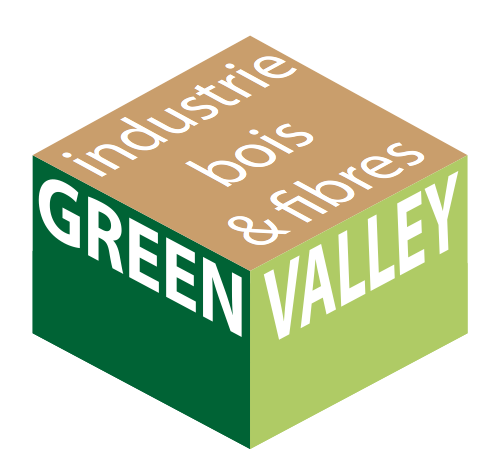 industrie
bois
& fibres
GREEN
VALLEY